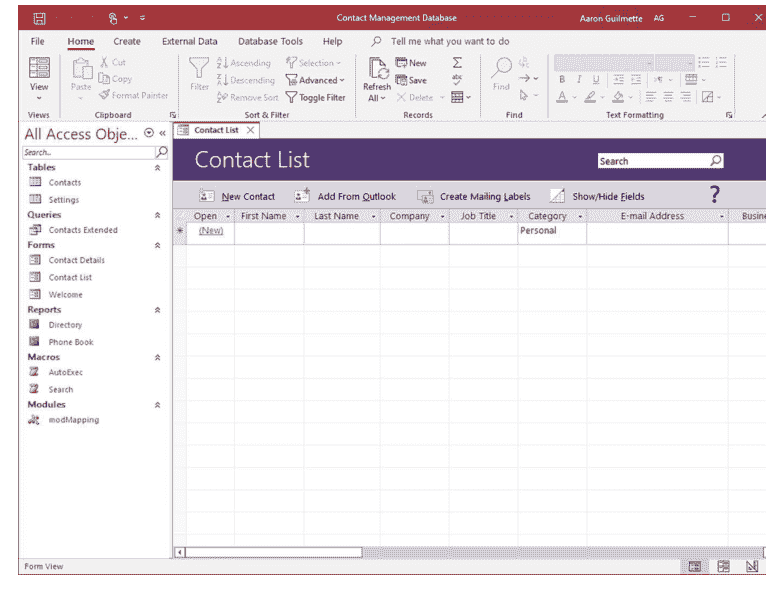 Contact Management Database
Aaron Guilmette AG
File Home Create External Data Database Tools Help Tell me what you want to do
View
Paste
Cut
Copy
Format Painter
Filter
Ascending
Descending
Remove Sort
Selection
Advanced
Toggle Filter
Refresh
All
New
Save
Delete
Find
B I U
A
Views Clipboard Sort & Filter Records Find Text Formatting
All Access Obje...
Search...
Tables
Contacts
Settings
Queries
Contacts Extended
Forms
Contact Details
Contact List
Welcome
Reports
Directory
Phone Book
Macros
AutoExec
Search
Modules
modMapping
Contact List
Contact List
Search
New Contact Add From Outlook Create Mailing Labels Show/Hide Fields ?
Open First Name Last Name Company Job Title Category E-mail Address Busine
(New) Personal
Form View